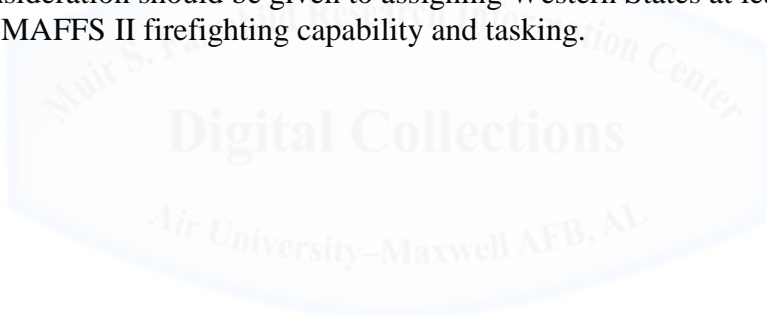 sideration should be given to assigning Western States at lea
MAFFS II firefighting capability and tasking.
Muir S. Fairchild Research Information Center
Digital Collections
Air University–Maxwell AFB, AL